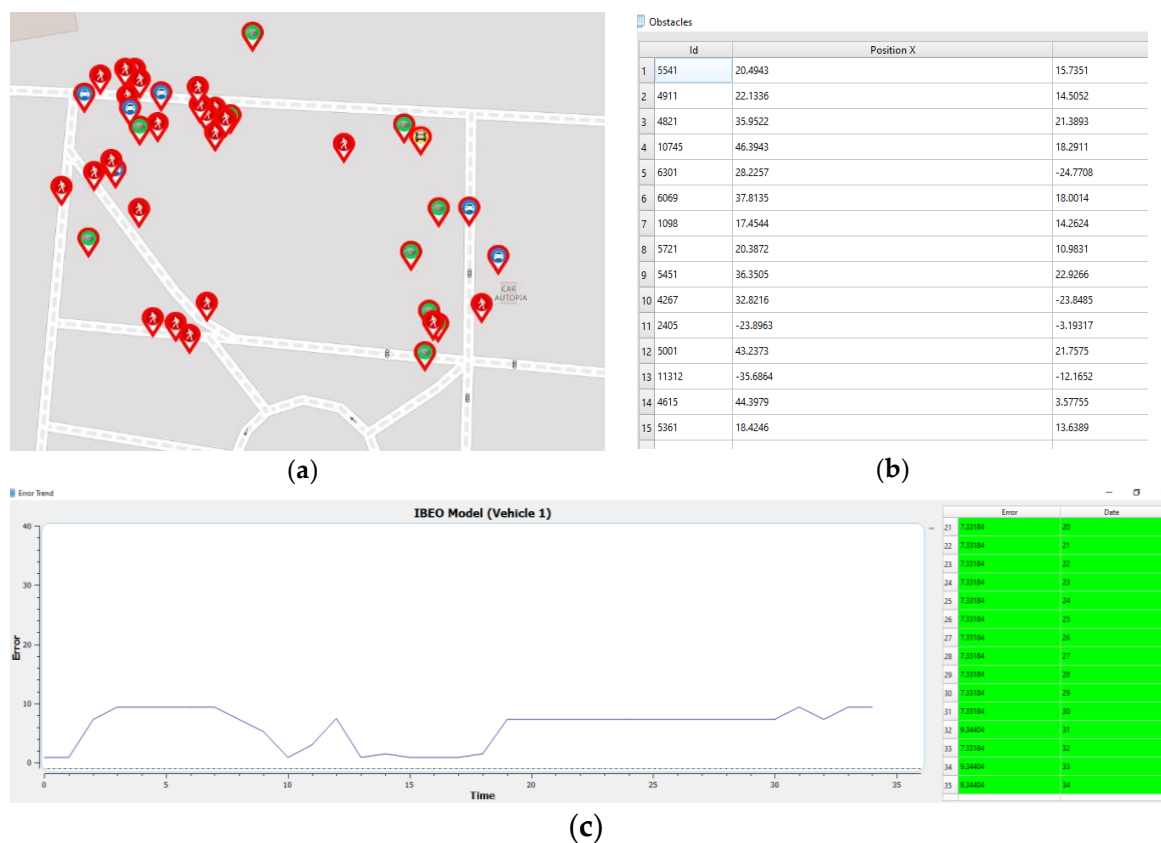 CAR
AUTOPIA
(a)
Obstacles
Id Position X
1 5541 20.4943 15.7351
2 4911 22.1336 14.5052
3 4821 35.9522 21.3893
4 10745 46.3943 18.2911
5 6301 28.2257 -24.7708
6 6069 37.8135 18.0014
7 1098 17.4544 14.2624
8 5721 20.3872 10.9831
9 5451 36.3505 22.9266
10 4267 32.8216 -23.8485
11 2405 -23.8963 -3.19317
12 5001 43.2373 21.7575
13 11312 -35.6864 -12.1652
14 4615 44.3979 3.57755
15 5361 18.4246 13.6389
(b)
Error Trend
IBEO Model (Vehicle 1)
40
30
20
10
0
Error
0 5 10 15 20 25 30 35
Time
Error Date
21 7.33184 20
22 7.33184 21
23 7.33184 22
24 7.33184 23
25 7.33184 24
26 7.33184 25
27 7.33184 26
28 7.33184 27
29 7.33184 28
30 7.33184 29
31 7.33184 30
32 9.34404 31
33 7.33184 32
34 9.34404 33
35 9.34404 34
(c)